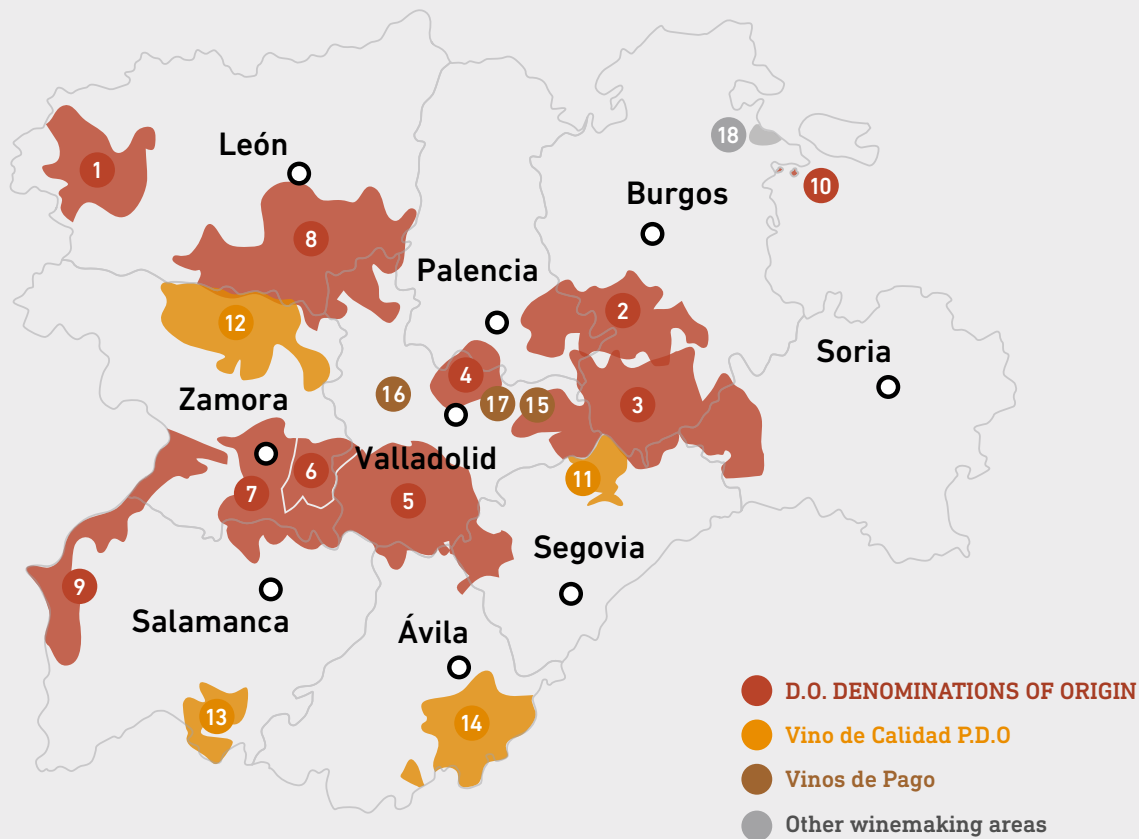 18
León
1
10
Burgos
8
Palencia
2
12
Soria
4
Zamora
16
17
15
3
Valladolid
6
11
7
5
Segovia
9
Salamanca
Ávila
D.O. DENOMINATIONS OF ORIGIN
13
14
Vino de Calidad P.D.O
Vinos de Pago
Other winemaking areas